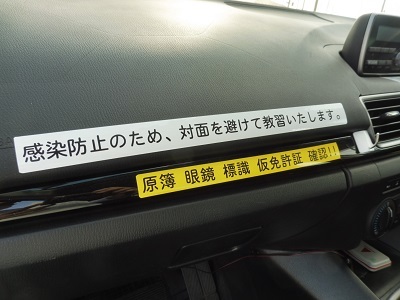 感染防止のため、対面を避けて教習いたします。
原簿 眼鏡 標識 仮免許証 確認!!